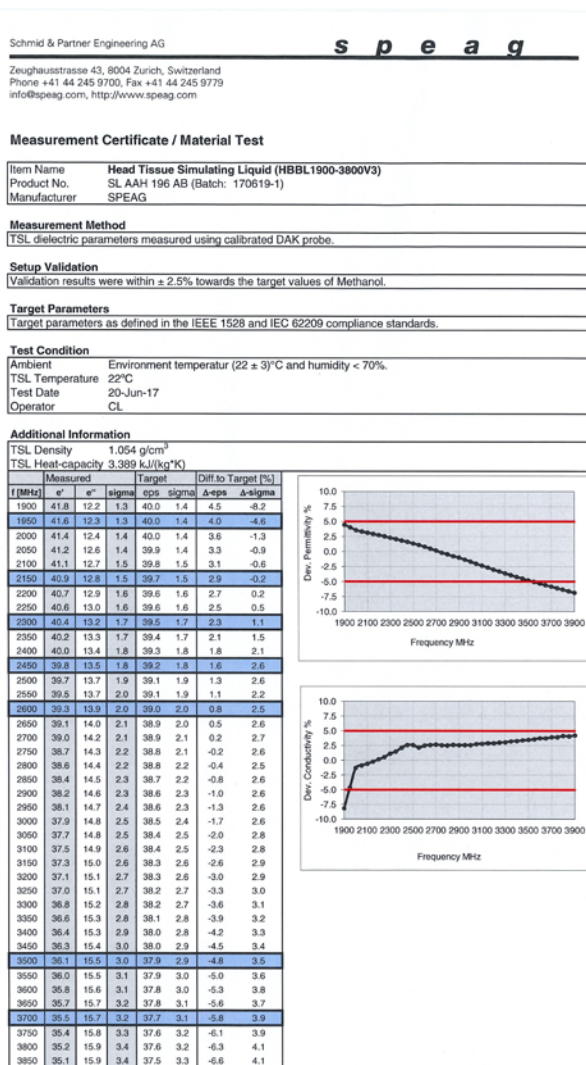 Schmid & Partner Engineering AG
s p e a g
Zeughausstrasse 43, 8004 Zurich, Switzerland
Phone +41 44 245 9700, Fax +41 44 245 9779
info@speag.com, http://www.speag.com
Measurement Certificate / Material Test
Item Name Head Tissue Simulating Liquid (HBBL1900-3800V3)
Product No. SL AAH 196 AB (Batch: 170619-1)
Manufacturer SPEAG
Measurement Method
TSL dielectric parameters measured using calibrated DAK probe.
Setup Validation
Validation results were within ± 2.5% towards the target values of Methanol.
Target Parameters
Target parameters as defined in the IEEE 1528 and IEC 62209 compliance standards.
Test Condition
Ambient Environment temperatur (22 ± 3)°C and humidity < 70%.
TSL Temperature 22°C
Test Date 20-Jun-17
Operator CL
Additional Information
TSL Density 1.054 g/cm³
TSL Heat-capacity 3.389 kJ/(kg*K)
Measured Target Diff.to Target [%]
f [MHz] e' e" sigma eps sigma Δ-eps Δ-sigma
1900 41.8 12.2 1.3 40.0 1.4 4.5 -8.2
1950 41.6 12.3 1.3 40.0 1.4 4.0 -4.6
2000 41.4 12.4 1.4 40.0 1.4 3.6 -1.3
2050 41.2 12.6 1.4 39.9 1.4 3.3 -0.9
2100 41.1 12.7 1.5 39.8 1.5 3.1 -0.6
2150 40.9 12.8 1.5 39.7 1.5 2.9 -0.2
2200 40.7 12.9 1.6 39.6 1.6 2.7 0.2
2250 40.6 13.0 1.6 39.6 1.6 2.5 0.5
2300 40.4 13.2 1.7 39.5 1.7 2.3 1.1
2350 40.2 13.3 1.7 39.4 1.7 2.1 1.5
2400 40.0 13.4 1.8 39.3 1.8 1.8 2.1
2450 39.8 13.5 1.8 39.2 1.8 1.6 2.6
2500 39.7 13.7 1.9 39.1 1.9 1.3 2.6
2550 39.5 13.7 2.0 39.1 1.9 1.1 2.2
2600 39.3 13.9 2.0 39.0 2.0 0.8 2.5
2650 39.1 14.0 2.1 38.9 2.0 0.5 2.6
2700 39.0 14.2 2.1 38.9 2.1 0.2 2.7
2750 38.7 14.3 2.2 38.8 2.1 -0.2 2.6
2800 38.6 14.4 2.2 38.8 2.2 -0.4 2.5
2850 38.4 14.5 2.3 38.7 2.2 -0.8 2.6
2900 38.2 14.6 2.3 38.6 2.3 -1.0 2.6
2950 38.1 14.7 2.4 38.6 2.3 -1.3 2.6
3000 37.9 14.8 2.5 38.5 2.4 -1.7 2.6
3050 37.7 14.8 2.5 38.4 2.5 -2.0 2.8
3100 37.5 14.9 2.6 38.4 2.5 -2.3 2.8
3150 37.3 15.0 2.6 38.3 2.6 -2.6 2.9
3200 37.1 15.1 2.7 38.3 2.6 -3.0 2.9
3250 37.0 15.1 2.7 38.2 2.7 -3.3 3.0
3300 36.8 15.2 2.8 38.2 2.7 -3.6 3.1
3350 36.6 15.3 2.8 38.1 2.8 -3.9 3.2
3400 36.4 15.3 2.9 38.0 2.8 -4.2 3.3
3450 36.3 15.4 3.0 38.0 2.9 -4.5 3.4
3500 36.1 15.5 3.0 37.9 2.9 -4.8 3.5
3550 36.0 15.5 3.1 37.9 3.0 -5.0 3.6
3600 35.8 15.6 3.1 37.8 3.0 -5.3 3.8
3650 35.7 15.7 3.2 37.8 3.1 -5.6 3.7
3700 35.5 15.7 3.2 37.7 3.1 -5.8 3.9
3750 35.4 15.8 3.3 37.6 3.2 -6.1 3.9
3800 35.2 15.9 3.4 37.6 3.2 -6.3 4.1
3850 35.1 15.9 3.4 37.5 3.3 -6.6 4.1
Dev. Permittivity %
10.0
7.5
5.0
2.5
0.0
-2.5
-5.0
-7.5
-10.0
1900 2100 2300 2500 2700 2900 3100 3300 3500 3700 3900
Frequency MHz
Dev. Conductivity %
10.0
7.5
5.0
2.5
0.0
-2.5
-5.0
-7.5
-10.0
1900 2100 2300 2500 2700 2900 3100 3300 3500 3700 3900
Frequency MHz